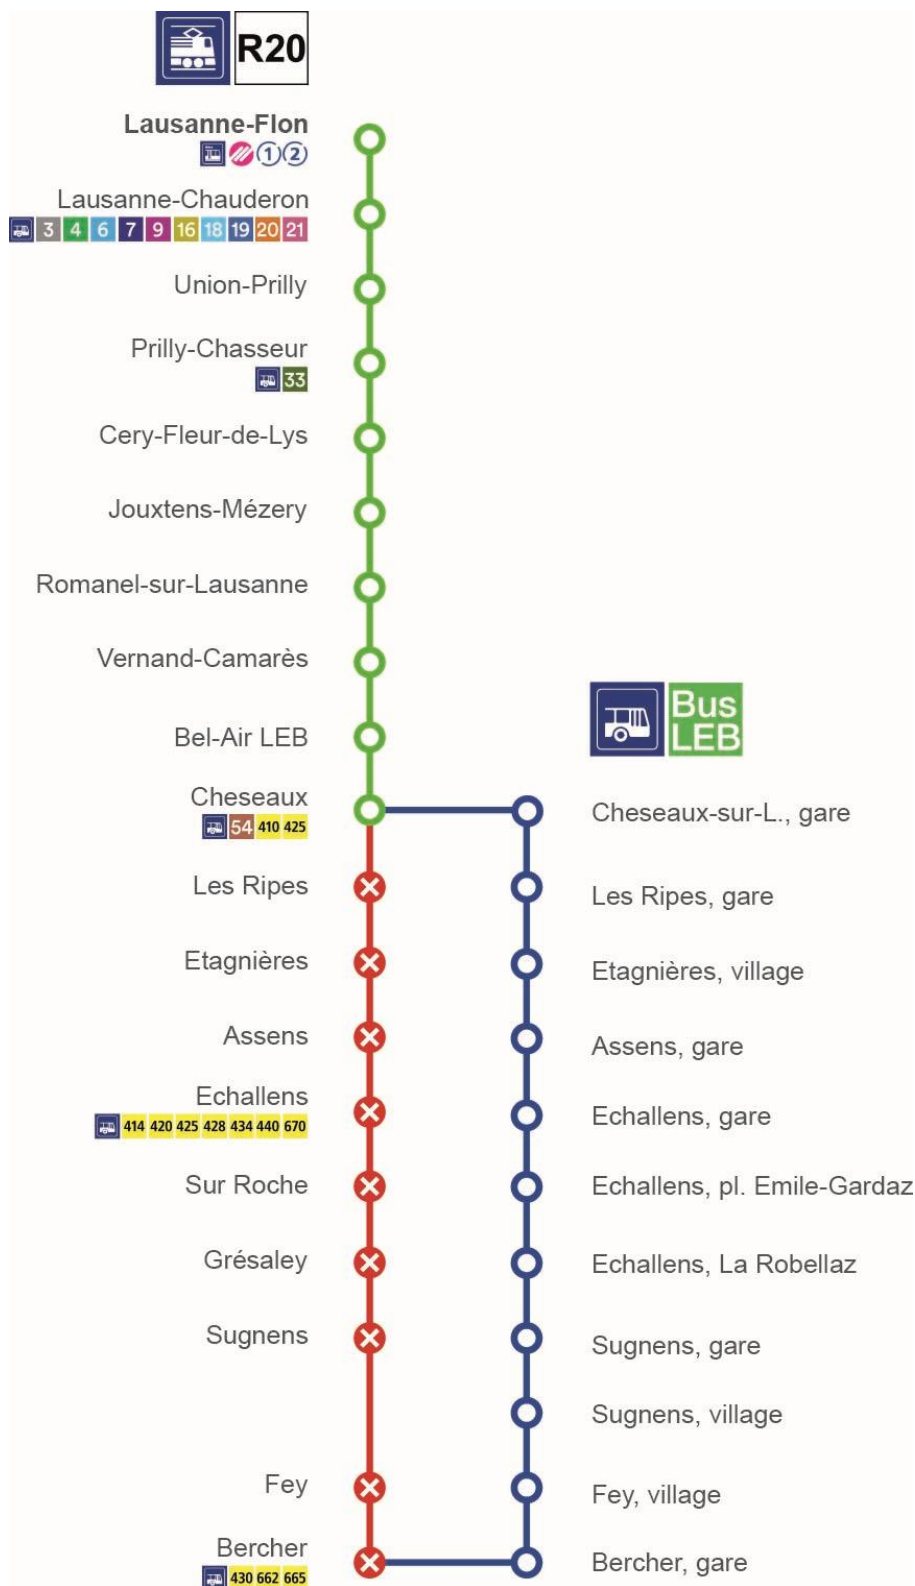 R20
Lausanne-Flon
1 2
Lausanne-Chauderon
3 4 6 7 9 16 18 19 20 21
Union-Prilly
Prilly-Chasseur
33
Cery-Fleur-de-Lys
Jouxtens-Mézery
Romanel-sur-Lausanne
Vernand-Camarès
Bel-Air LEB
Bus
LEB
Cheseaux
54 410 425
Cheseaux-sur-L., gare
Les Ripes
Les Ripes, gare
Etagnières
Etagnières, village
Assens
Assens, gare
Echallens
414 420 425 428 434 440 670
Echallens, gare
Sur Roche
Echallens, pl. Emile-Gardaz
Grésaley
Echallens, La Robellaz
Sugnens
Sugnens, gare
Sugnens, village
Fey
Fey, village
Bercher
430 662 665
Bercher, gare